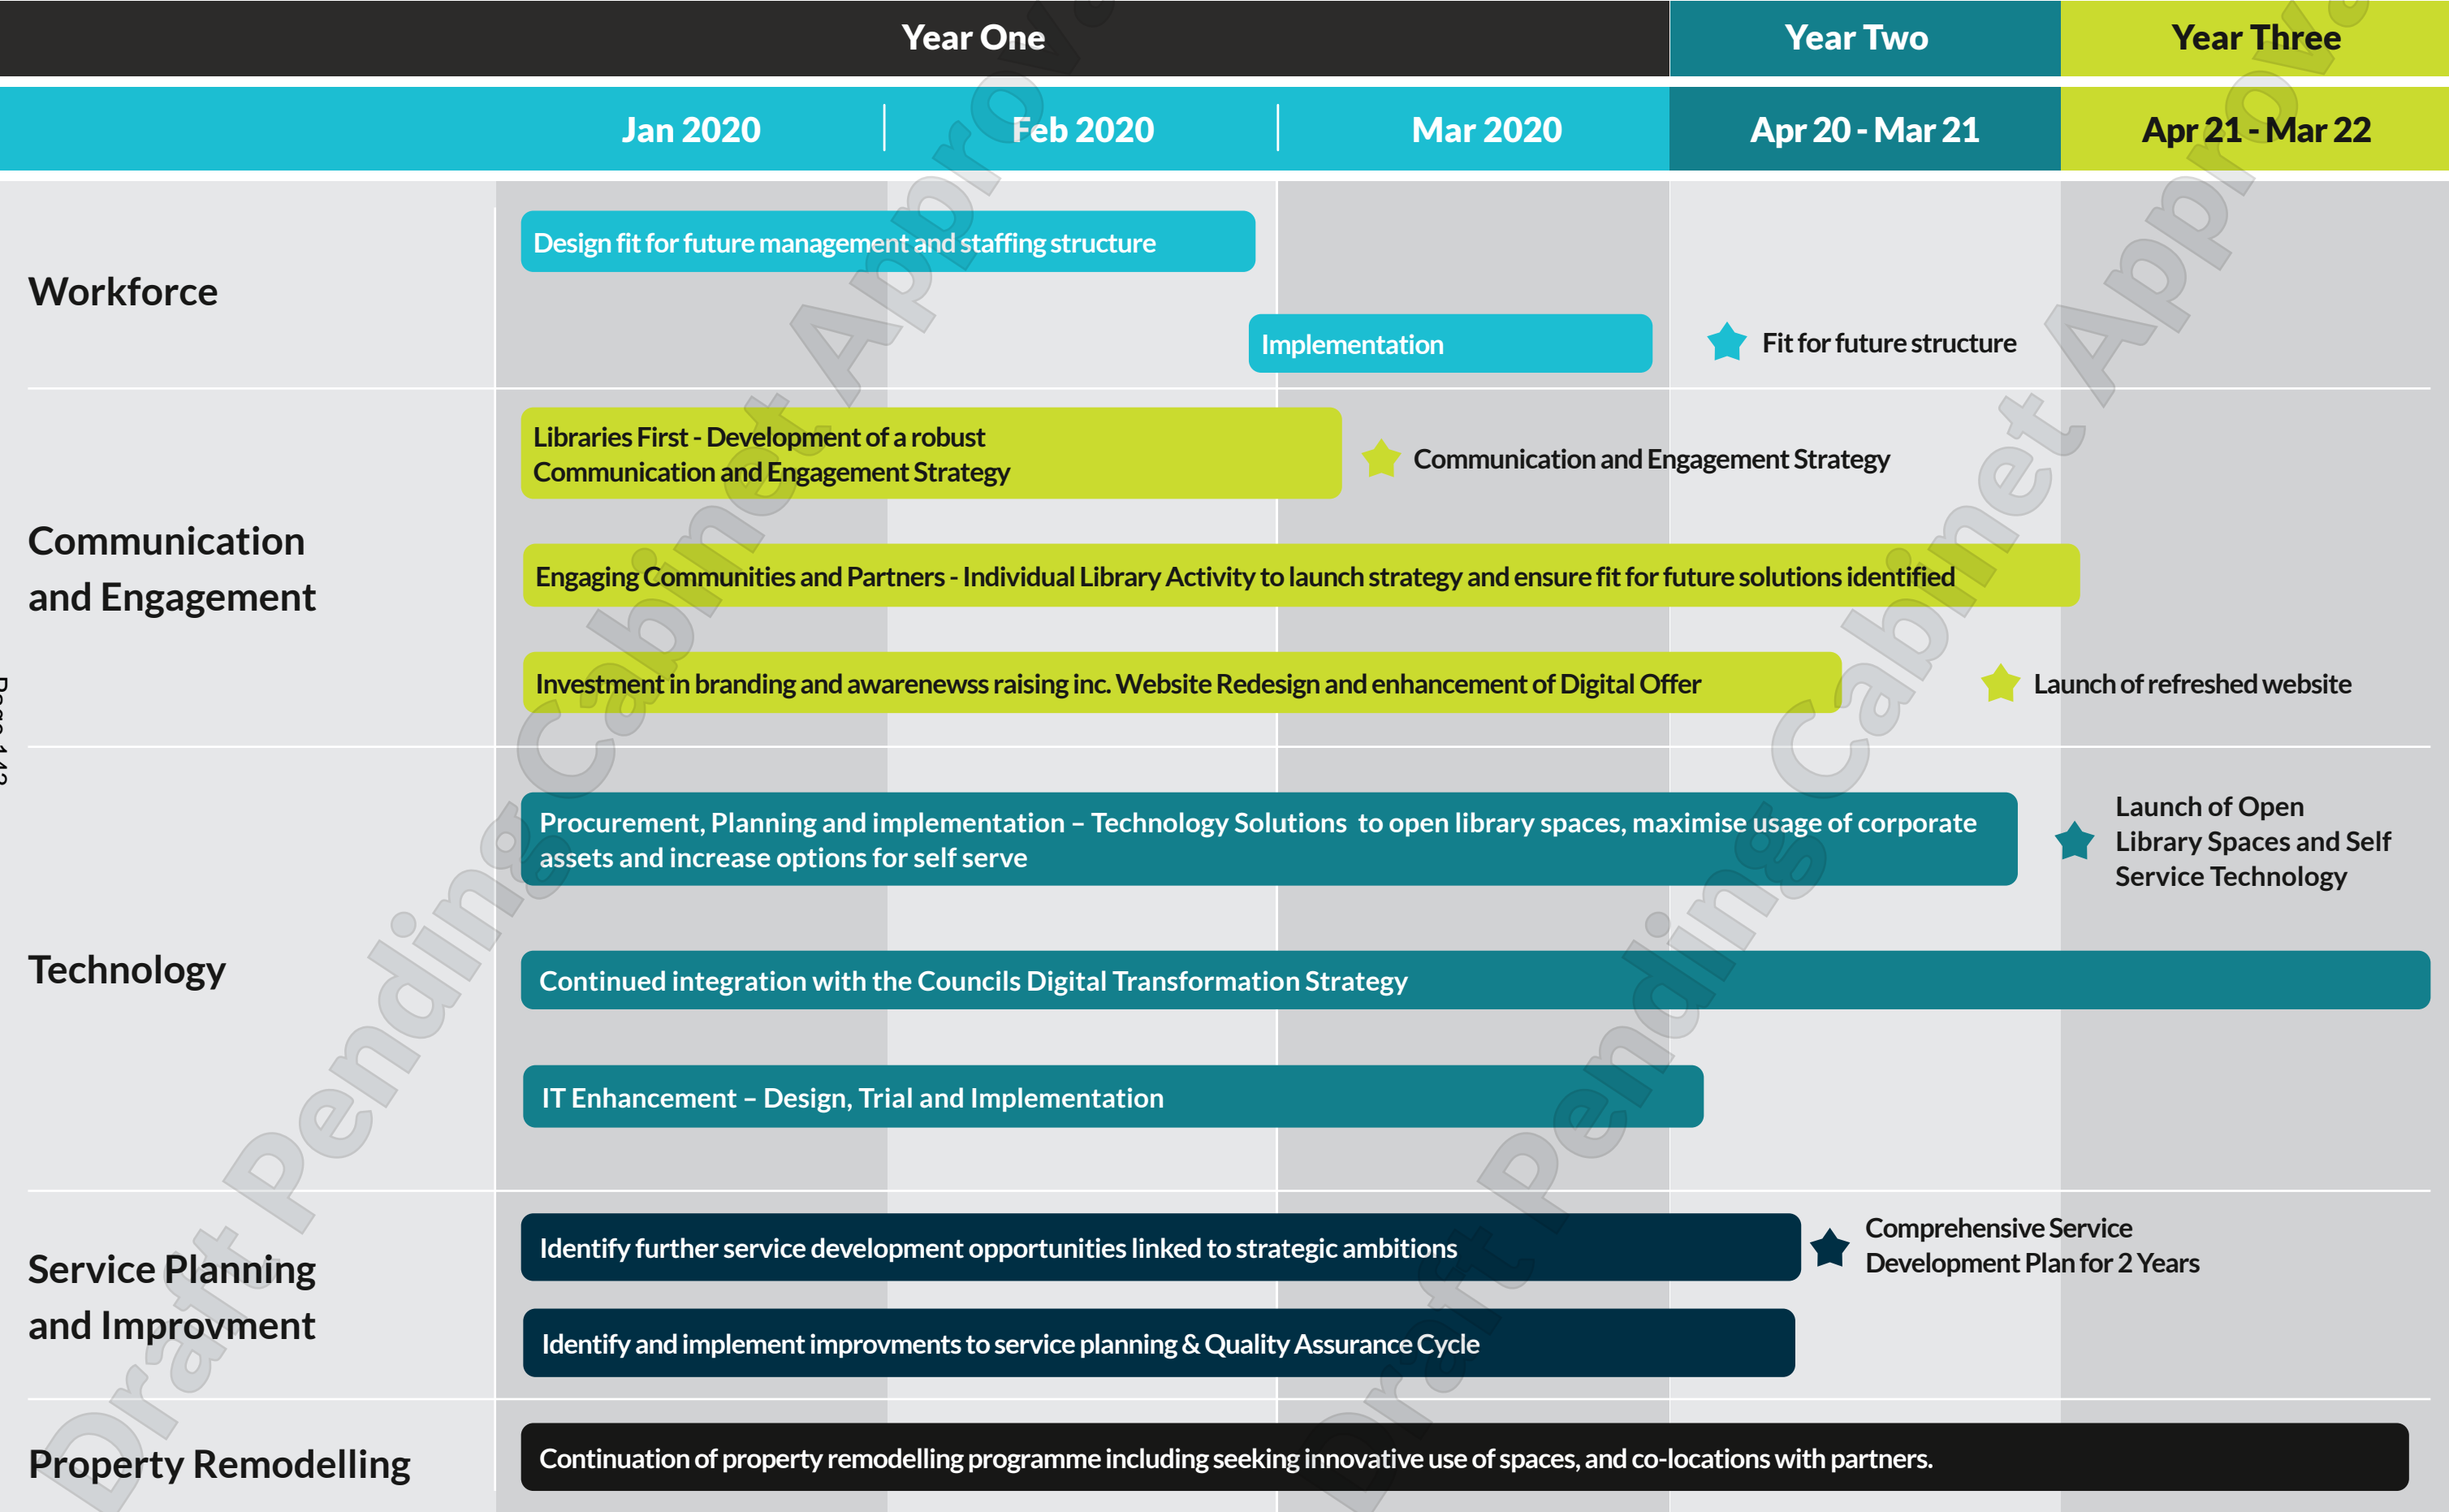 Year One
Year Two
Year Three
Jan 2020
Feb 2020
Mar 2020
Apr 20 - Mar 21
Apr 21 - Mar 22
Workforce
Design fit for future management and staffing structure
Implementation
Fit for future structure
Communication
and Engagement
Libraries First - Development of a robust
Communication and Engagement Strategy
Communication and Engagement Strategy
Engaging Communities and Partners - Individual Library Activity to launch strategy and ensure fit for future solutions identified
Investment in branding and awarenewss raising inc. Website Redesign and enhancement of Digital Offer
Launch of refreshed website
Technology
Procurement, Planning and implementation – Technology Solutions to open library spaces, maximise usage of corporate
assets and increase options for self serve
Launch of Open
Library Spaces and Self
Service Technology
Continued integration with the Councils Digital Transformation Strategy
IT Enhancement – Design, Trial and Implementation
Service Planning
and Improvment
Identify further service development opportunities linked to strategic ambitions
Comprehensive Service
Development Plan for 2 Years
Identify and implement improvments to service planning & Quality Assurance Cycle
Property Remodelling
Continuation of property remodelling programme including seeking innovative use of spaces, and co-locations with partners.
Draft Pending Cabinet Approva
Draft Pending Cabinet Approva